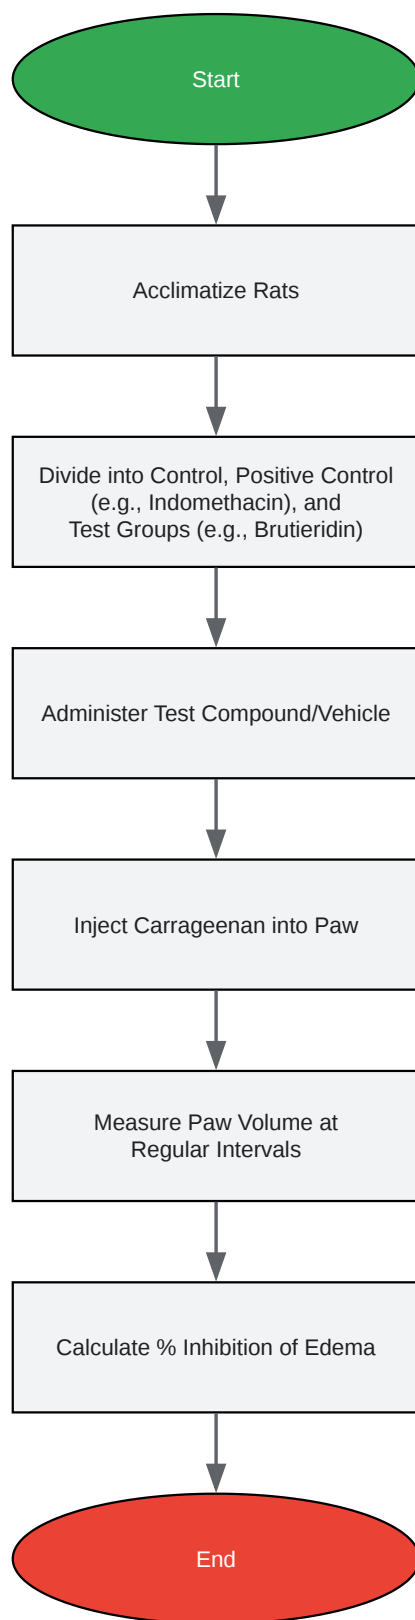 Start
Acclimatize Rats
Divide into Control, Positive Control
(e.g., Indomethacin), and
Test Groups (e.g., Brutieridin)
Administer Test Compound/Vehicle
Inject Carrageenan into Paw
Measure Paw Volume at
Regular Intervals
Calculate % Inhibition of Edema
End